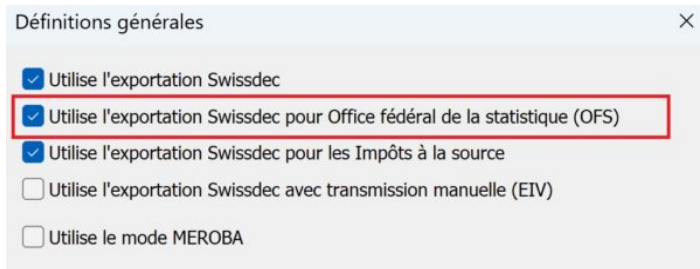 Définitions générales
Utilise l'exportation Swissdec
Utilise l'exportation Swissdec pour Office fédéral de la statistique (OFS)
Utilise l'exportation Swissdec pour les Impôts à la source
Utilise l'exportation Swissdec avec transmission manuelle (EIV)
Utilise le mode MEROBA